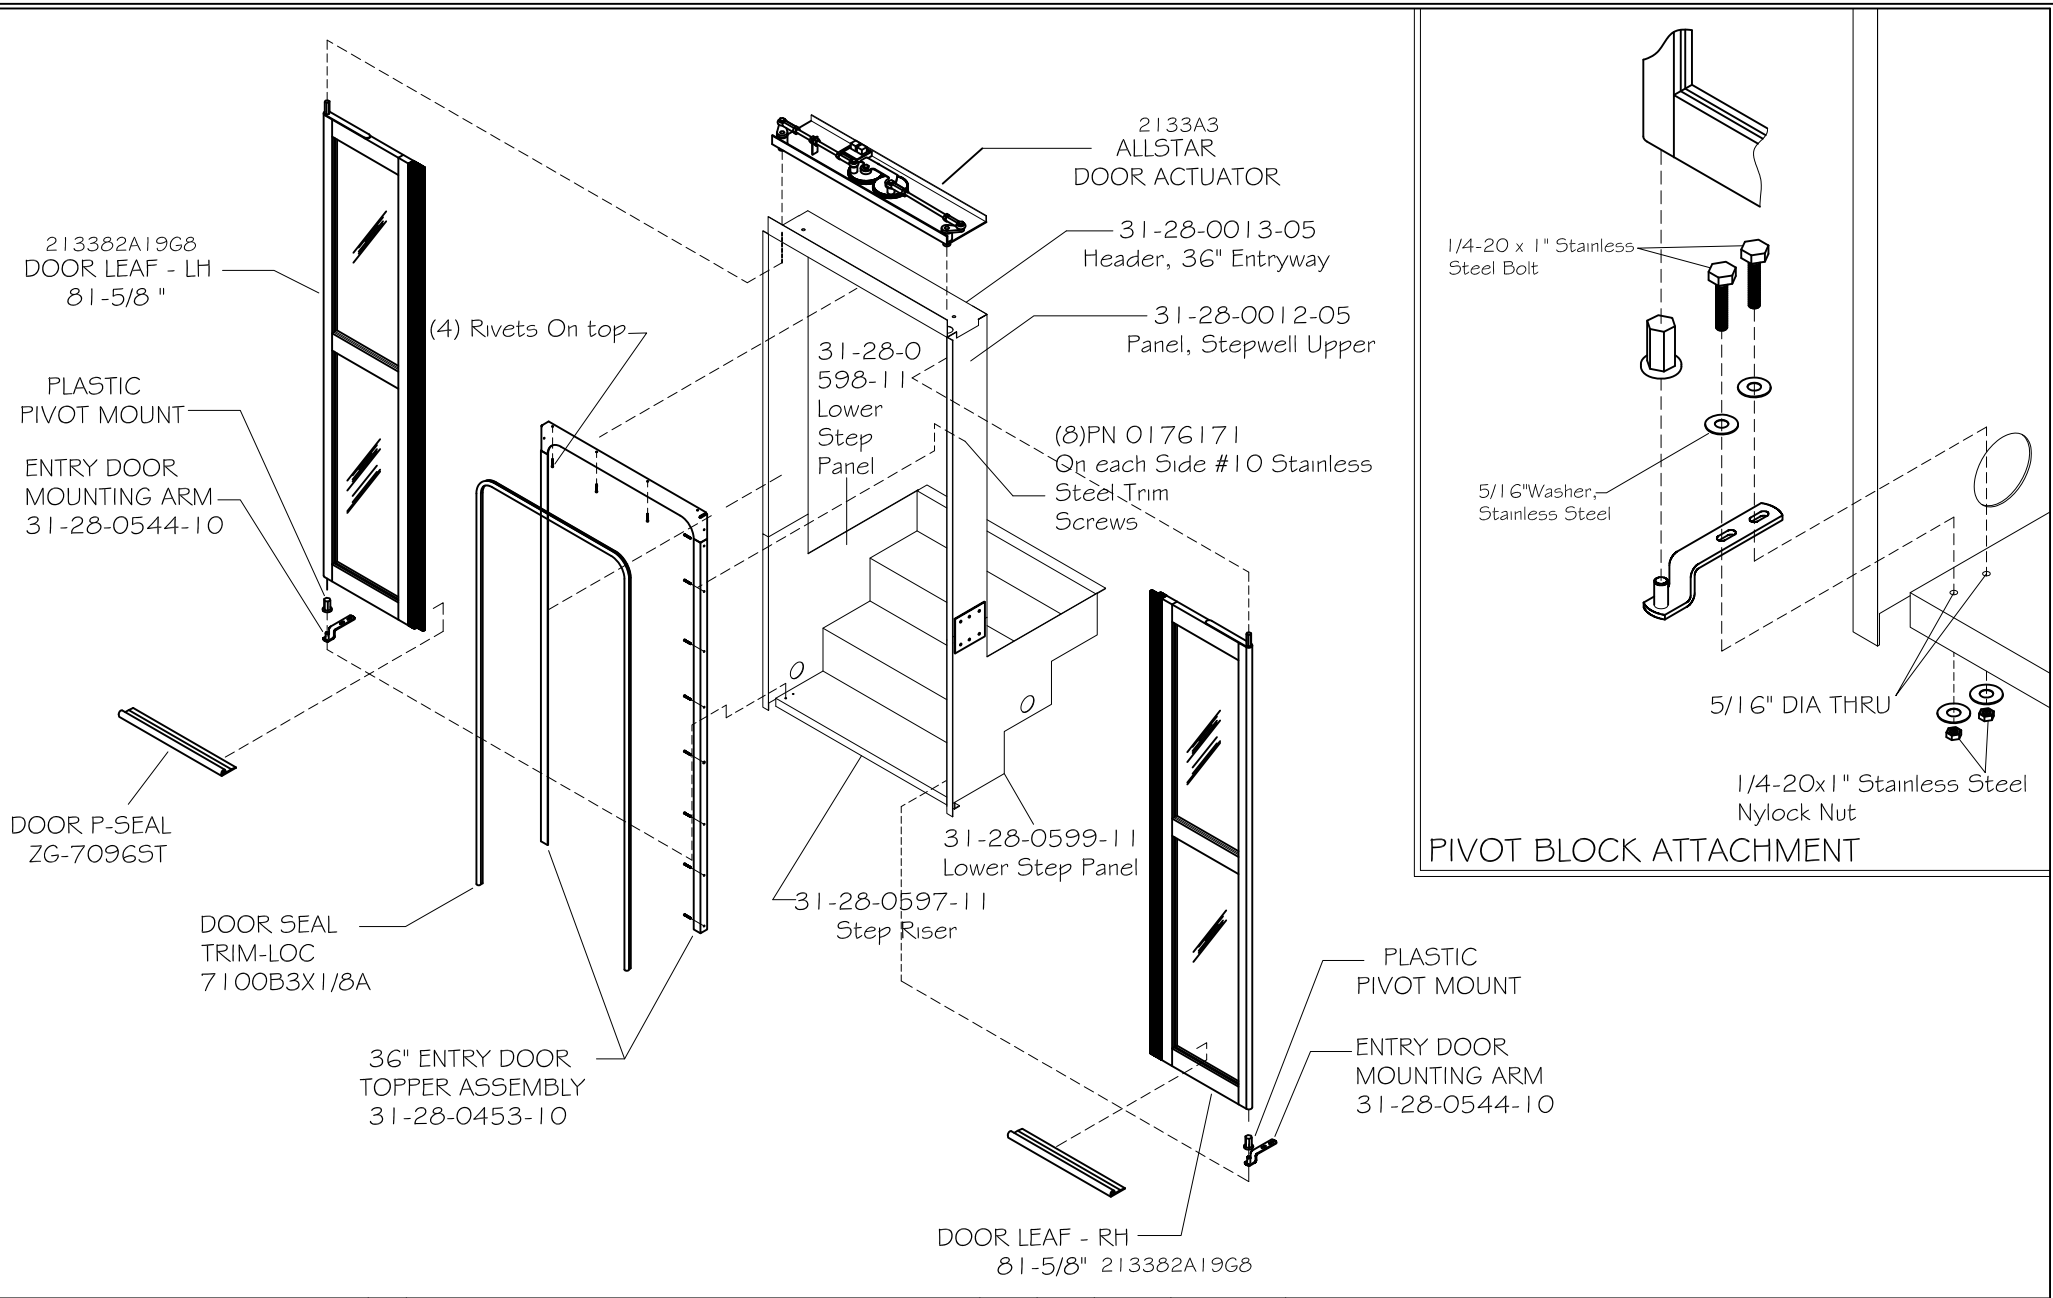 2133A3
ALLSTAR
DOOR ACTUATOR
31-28-0013-05
Header, 36" Entryway
31-28-0012-05
Panel, Stepwell Upper
213382A19G8
DOOR LEAF - LH
81-5/8 "
(4) Rivets On top
PLASTIC
PIVOT MOUNT
ENTRY DOOR
MOUNTING ARM
31-28-0544-10
31-28-0
598-11
Lower
Step
Panel
(8)PN 0176171
On each Side #10 Stainless
Steel Trim
Screws
DOOR P-SEAL
ZG-7096ST
DOOR SEAL
TRIM-LOC
7100B3X1/8A
36" ENTRY DOOR
TOPPER ASSEMBLY
31-28-0453-10
31-28-0599-11
Lower Step Panel
31-28-0597-11
Step Riser
PLASTIC
PIVOT MOUNT
ENTRY DOOR
MOUNTING ARM
31-28-0544-10
DOOR LEAF - RH
81-5/8" 213382A19G8
1/4-20 x 1" Stainless
Steel Bolt
5/16"Washer,
Stainless Steel
5/16" DIA THRU
1/4-20x1" Stainless Steel
Nylock Nut
PIVOT BLOCK ATTACHMENT